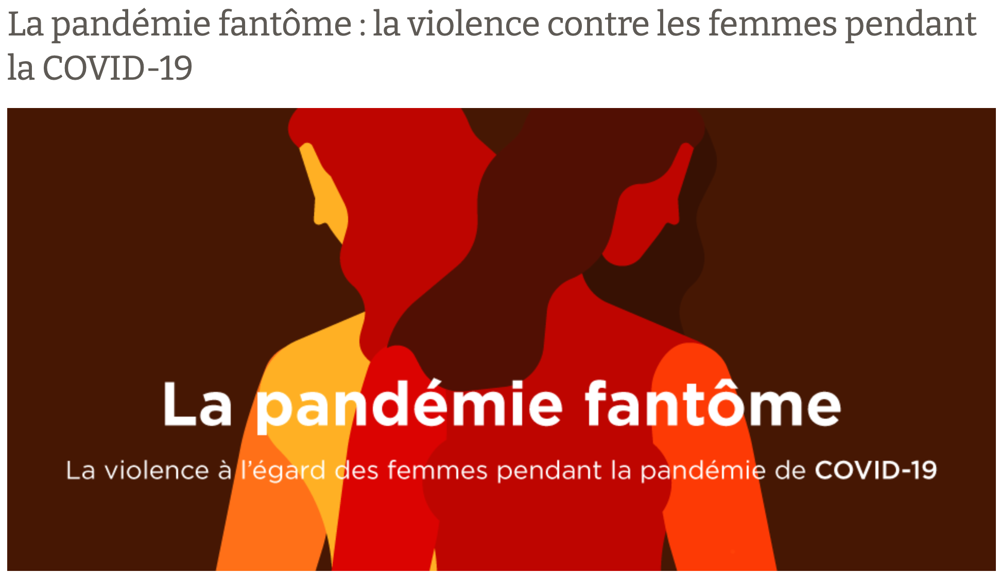 La pandémie fantôme : la violence contre les femmes pendant
la COVID-19
La pandémie fantôme
La violence à l’égard des femmes pendant la pandémie de COVID-19